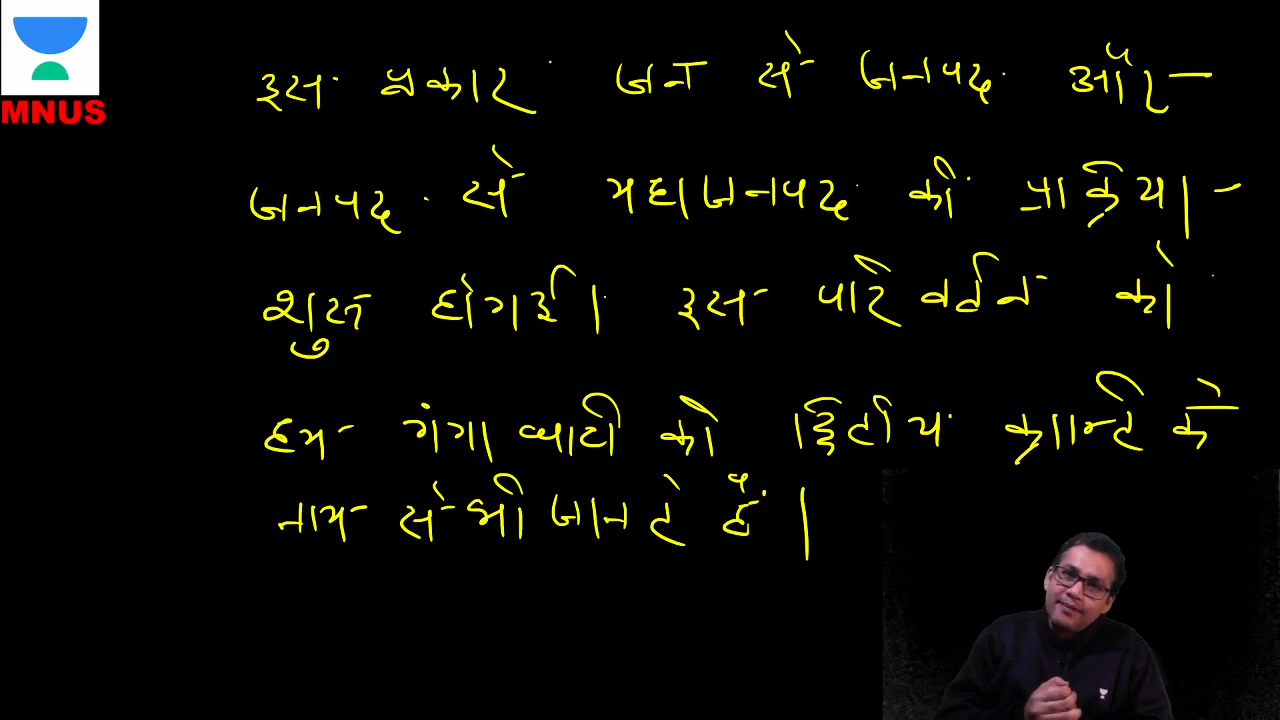 MNUS
इस प्रकार जन से जनपद और
जनपद से महाजनपद की प्रक्रिया
शुरू होगई। इस परिवर्तन को
हम गंगा घाटी की द्वितीय क्रान्ति के
नाम से भी जानते हैं।